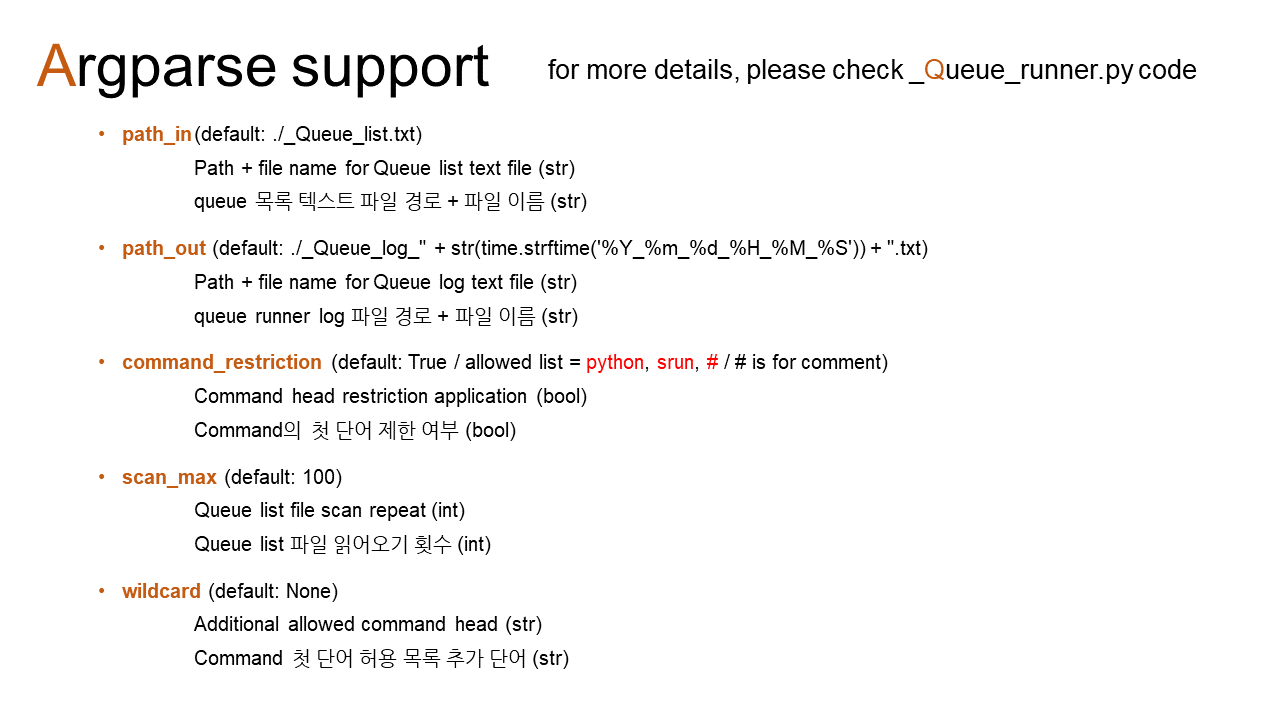 Argparse support
for more details, please check _Queue_runner.py code
• path_in (default: ./_Queue_list.txt)
Path + file name for Queue list text file (str)
queue 목록 텍스트 파일 경로 + 파일 이름 (str)
• path_out (default: ./_Queue_log_" + str(time.strftime('%Y_%m_%d_%H_%M_%S')) + ".txt)
Path + file name for Queue log text file (str)
queue runner log 파일 경로 + 파일 이름 (str)
• command_restriction (default: True / allowed list = python, srun, # / # is for comment)
Command head restriction application (bool)
Command의 첫 단어 제한 여부 (bool)
• scan_max (default: 100)
Queue list file scan repeat (int)
Queue list 파일 읽어오기 횟수 (int)
• wildcard (default: None)
Additional allowed command head (str)
Command 첫 단어 허용 목록 추가 단어 (str)